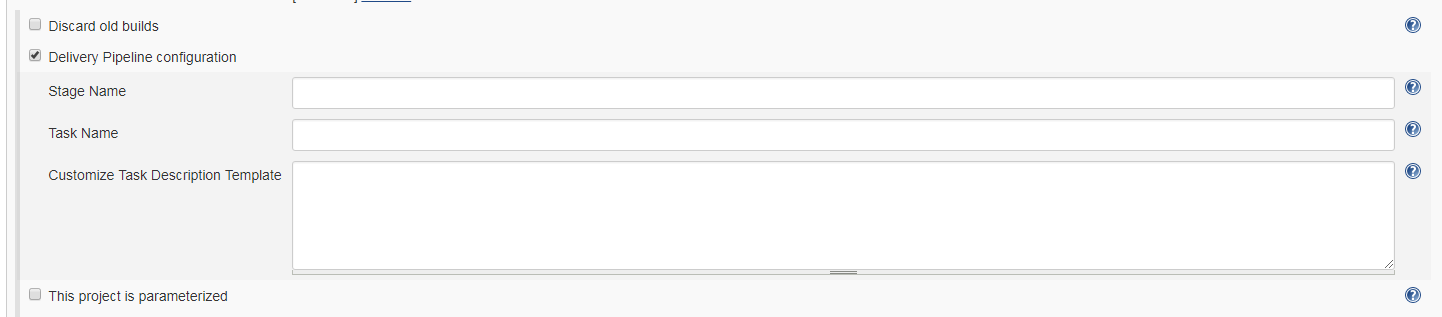 Discard old builds
Delivery Pipeline configuration
Stage Name
Task Name
Customize Task Description Template
This project is parameterized